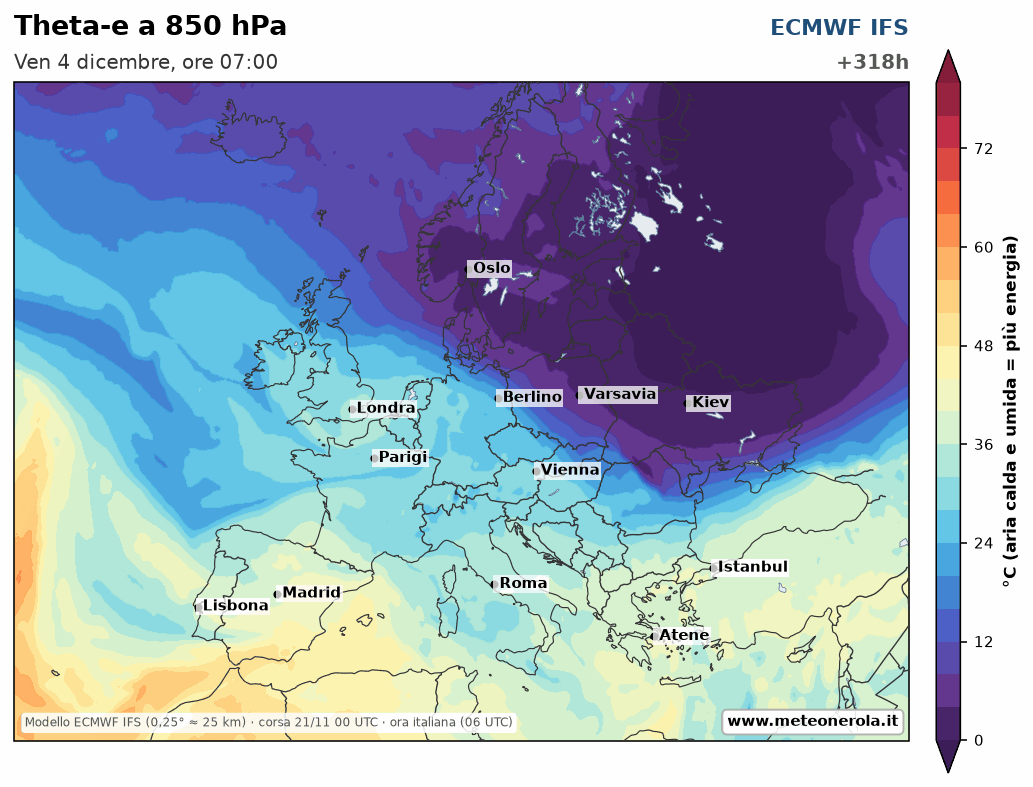 Theta-e a 850 hPa
ECMWF IFS
Ven 4 dicembre, ore 07:00
+318h
72
60
48
36
24
12
0
°C (aria calda e umida = più energia)
Oslo
Berlino
Varsavia
Kiev
Londra
Parigi
Vienna
Istanbul
Roma
Madrid
Lisbona
Atene
Modello ECMWF IFS (0,25° ≈ 25 km) · corsa 21/11 00 UTC · ora italiana (06 UTC)
www.meteonerola.it